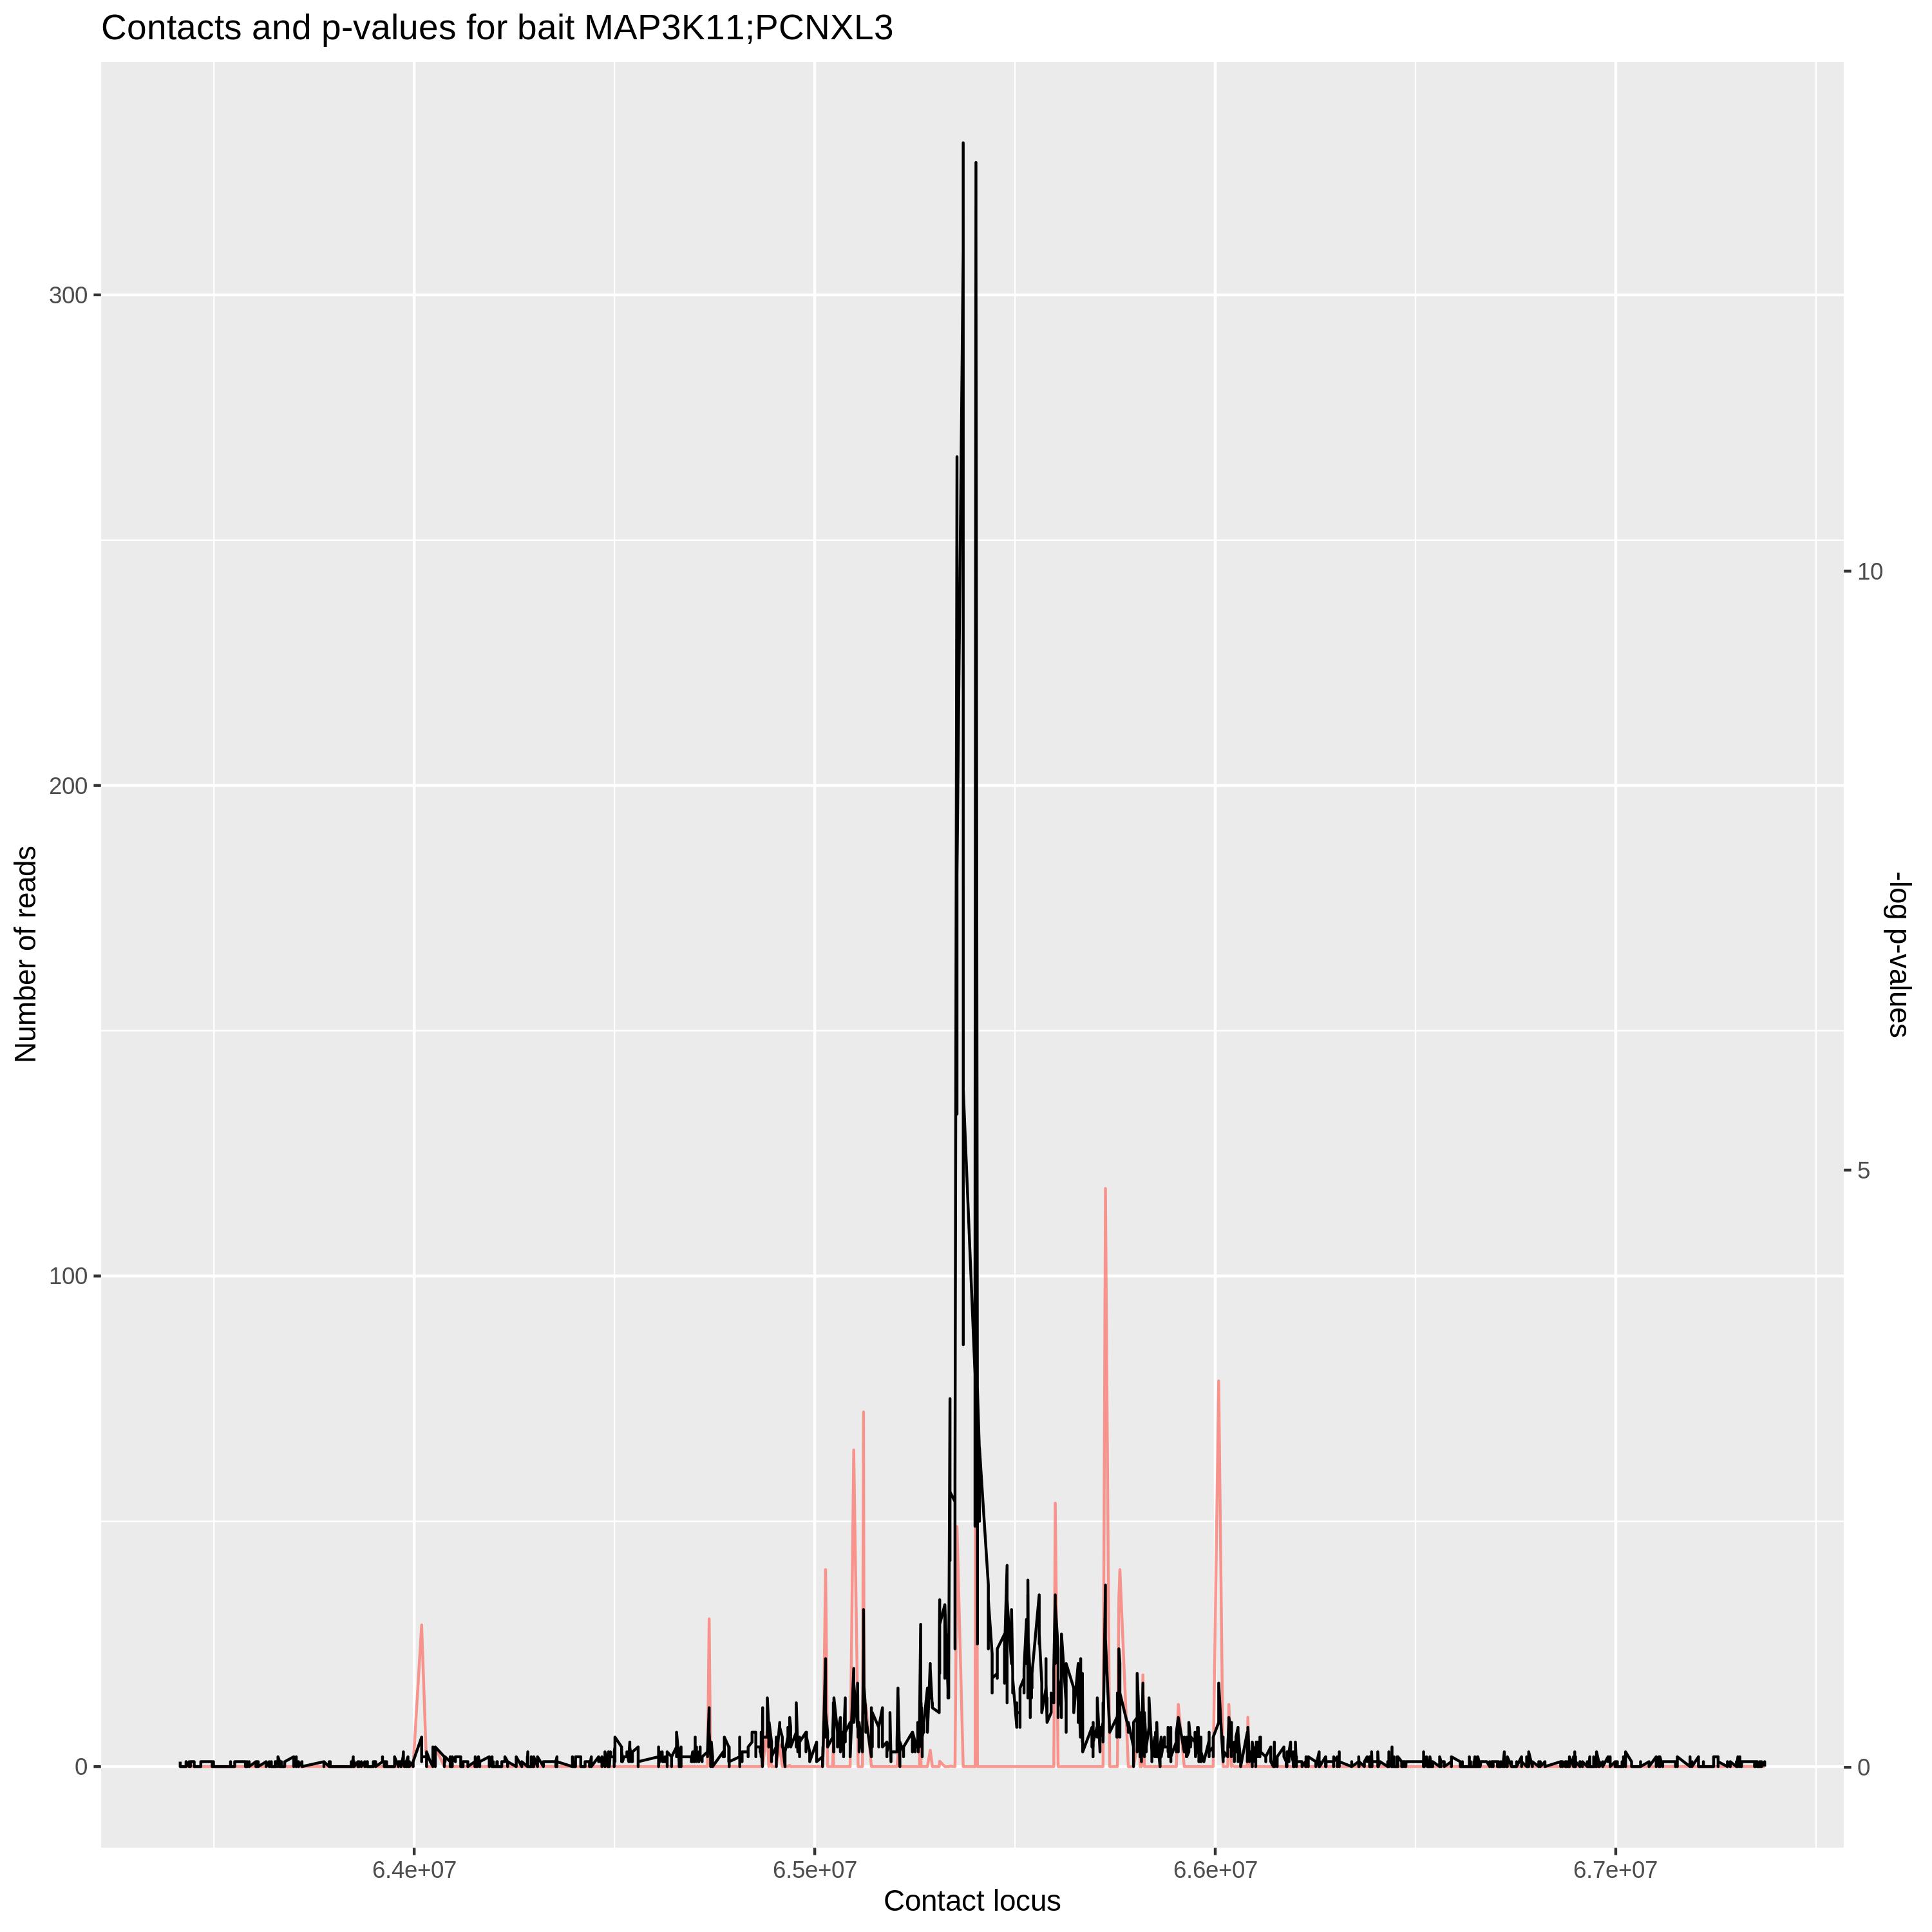 Contacts and p-values for bait MAP3K11;PCNXL3
Number of reads
300
200
100
0
10
5
0
-log p-values
6.4e+07
6.5e+07
6.6e+07
6.7e+07
Contact locus